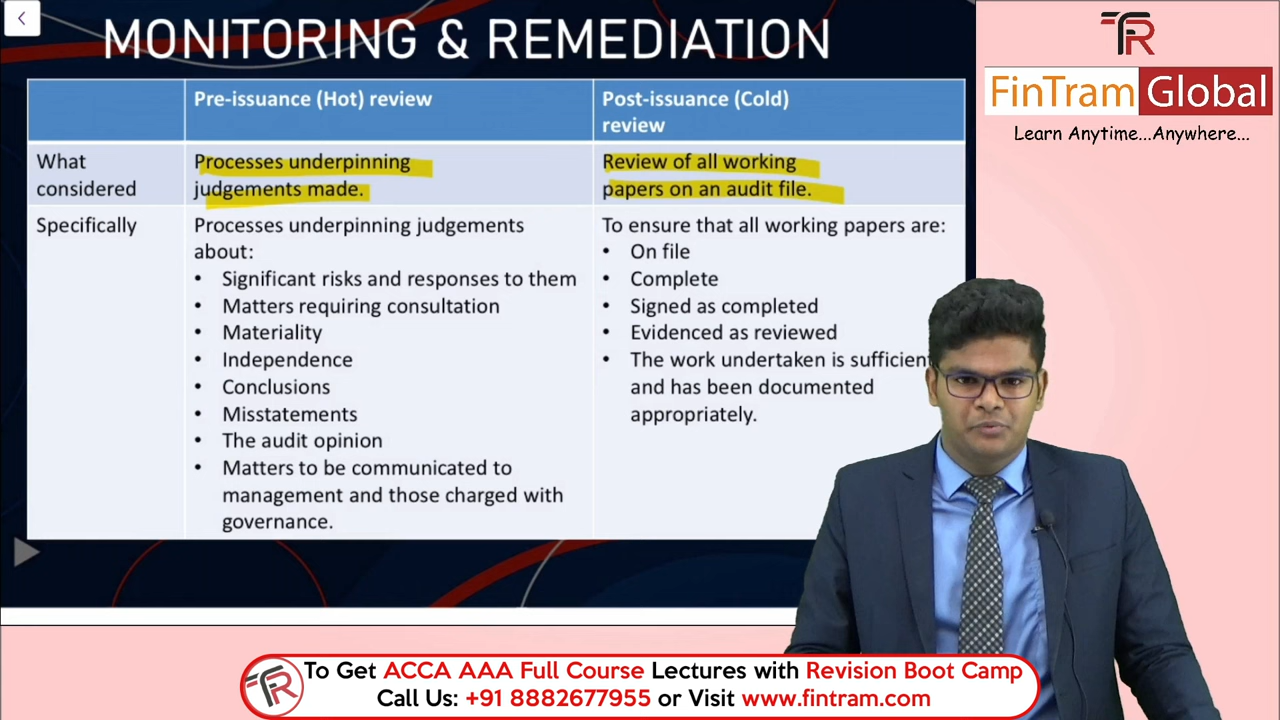 MONITORING & REMEDIATION
Pre-issuance (Hot) review
Post-issuance (Cold)
review
What
considered
Processes underpinning
judgements made.
Review of all working
papers on an audit file.
Specifically
Processes underpinning judgements
about:
• Significant risks and responses to them
• Matters requiring consultation
• Materiality
• Independence
• Conclusions
• Misstatements
• The audit opinion
• Matters to be communicated to
management and those charged with
governance.
To ensure that all working papers are:
• On file
• Complete
• Signed as completed
• Evidenced as reviewed
• The work undertaken is sufficient
and has been documented
appropriately.
FinTram Global
Learn Anytime...Anywhere...
To Get ACCA AAA Full Course Lectures with Revision Boot Camp
Call Us: +91 8882677955 or Visit www.fintram.com